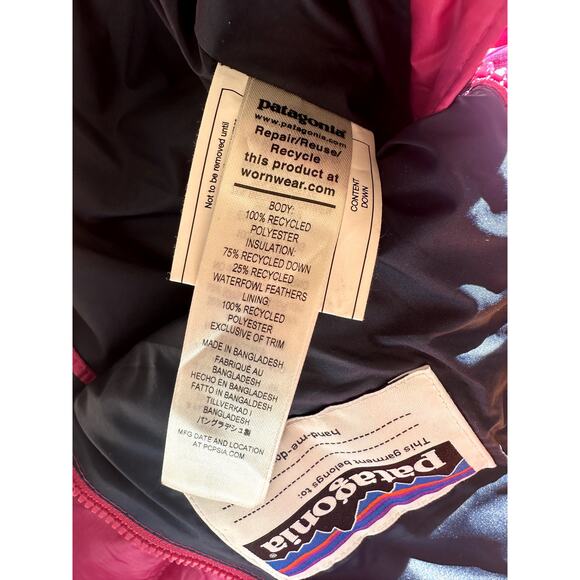 patagonia®
www.patagonia.com
Repair/Reuse/
Recycle
this product at
wornwear.com
BODY:
100% RECYCLED
POLYESTER
INSULATION:
75% RECYCLED DOWN
25% RECYCLED
WATERFOWL FEATHERS
LINING:
100% RECYCLED
POLYESTER
EXCLUSIVE OF TRIM
MADE IN BANGLADESH
FABRIQUÉ AU
BANGLADESH
HECHO EN BANGLADESH
FATTO IN BANGALDESH
TILLVERKAD I
BANGLADESH
バングラデシュ製
MFG DATE AND LOCATION
AT PCPSIA.COM
Not to be removed until
CONTENT
DOWN
patagonia®
This garment belongs to:
hand-me-do